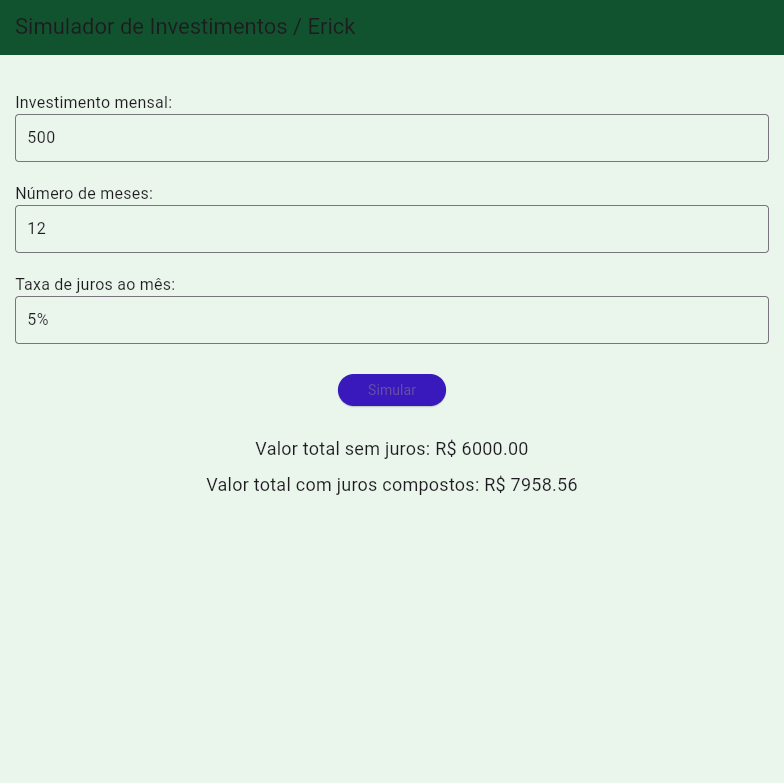 Simulador de Investimentos / Erick
Investimento mensal:
500
Número de meses:
12
Taxa de juros ao mês:
5%
Simular
Valor total sem juros: R$ 6000.00
Valor total com juros compostos: R$ 7958.56